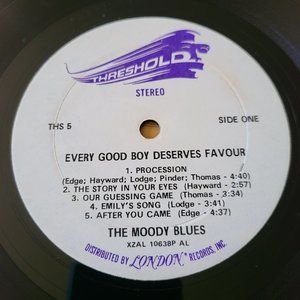 THRESHOLD
STEREO
THS 5 SIDE ONE
EVERY GOOD BOY DESERVES FAVOUR
1. PROCESSION
(Edge; Hayward; Lodge; Pinder; Thomas - 4:40)
2. THE STORY IN YOUR EYES (Hayward - 2:57)
3. OUR GUESSING GAME (Thomas - 3:34)
4. EMILY'S SONG (Lodge - 3:41)
5. AFTER YOU CAME (Edge - 4:37)
THE MOODY BLUES
XZAL 10638P AL
DISTRIBUTED BY LONDON RECORDS, INC.